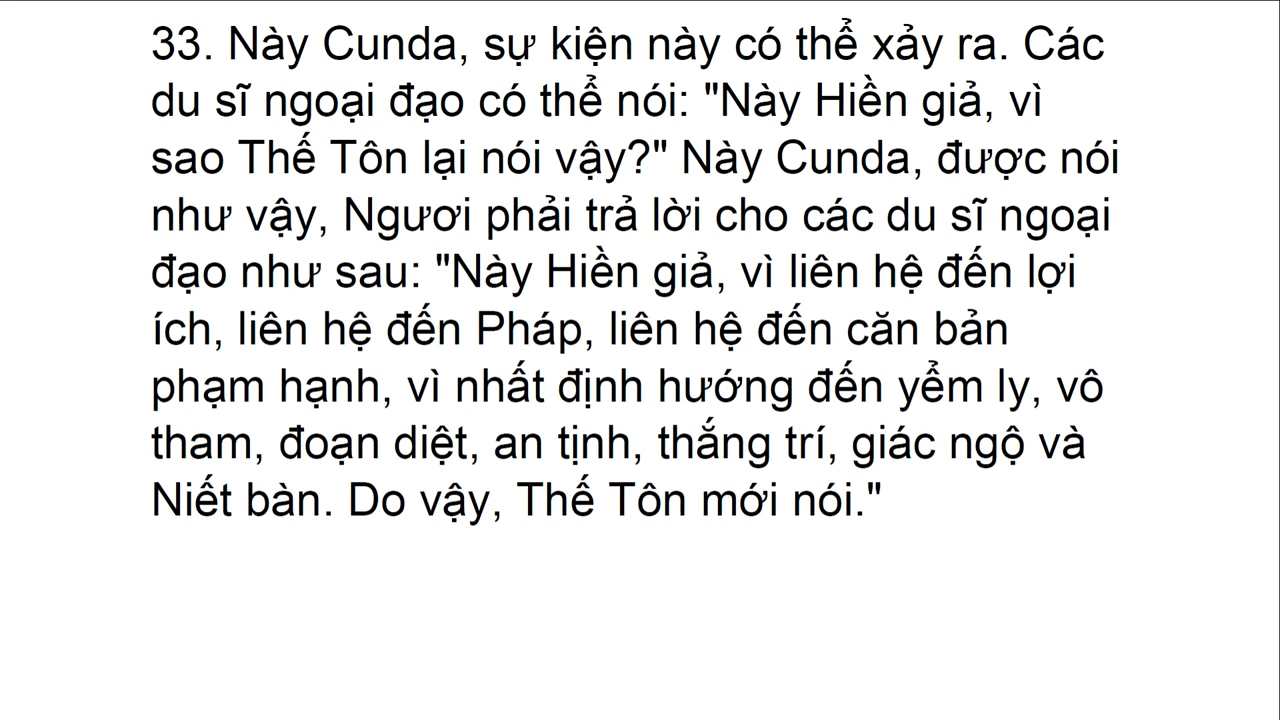 33. Này Cunda, sự kiện này có thể xảy ra. Các
du sĩ ngoại đạo có thể nói: "Này Hiền giả, vì
sao Thế Tôn lại nói vậy?" Này Cunda, được nói
như vậy, Ngươi phải trả lời cho các du sĩ ngoại
đạo như sau: "Này Hiền giả, vì liên hệ đến lợi
ích, liên hệ đến Pháp, liên hệ đến căn bản
phạm hạnh, vì nhất định hướng đến yểm ly, vô
tham, đoạn diệt, an tịnh, thắng trí, giác ngộ và
Niết bàn. Do vậy, Thế Tôn mới nói."